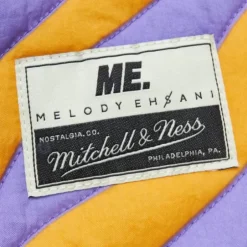 ME.
MELODY EHSANI
NOSTALGIA. CO.
Mitchell & Ness
PHILADELPHIA, PA.